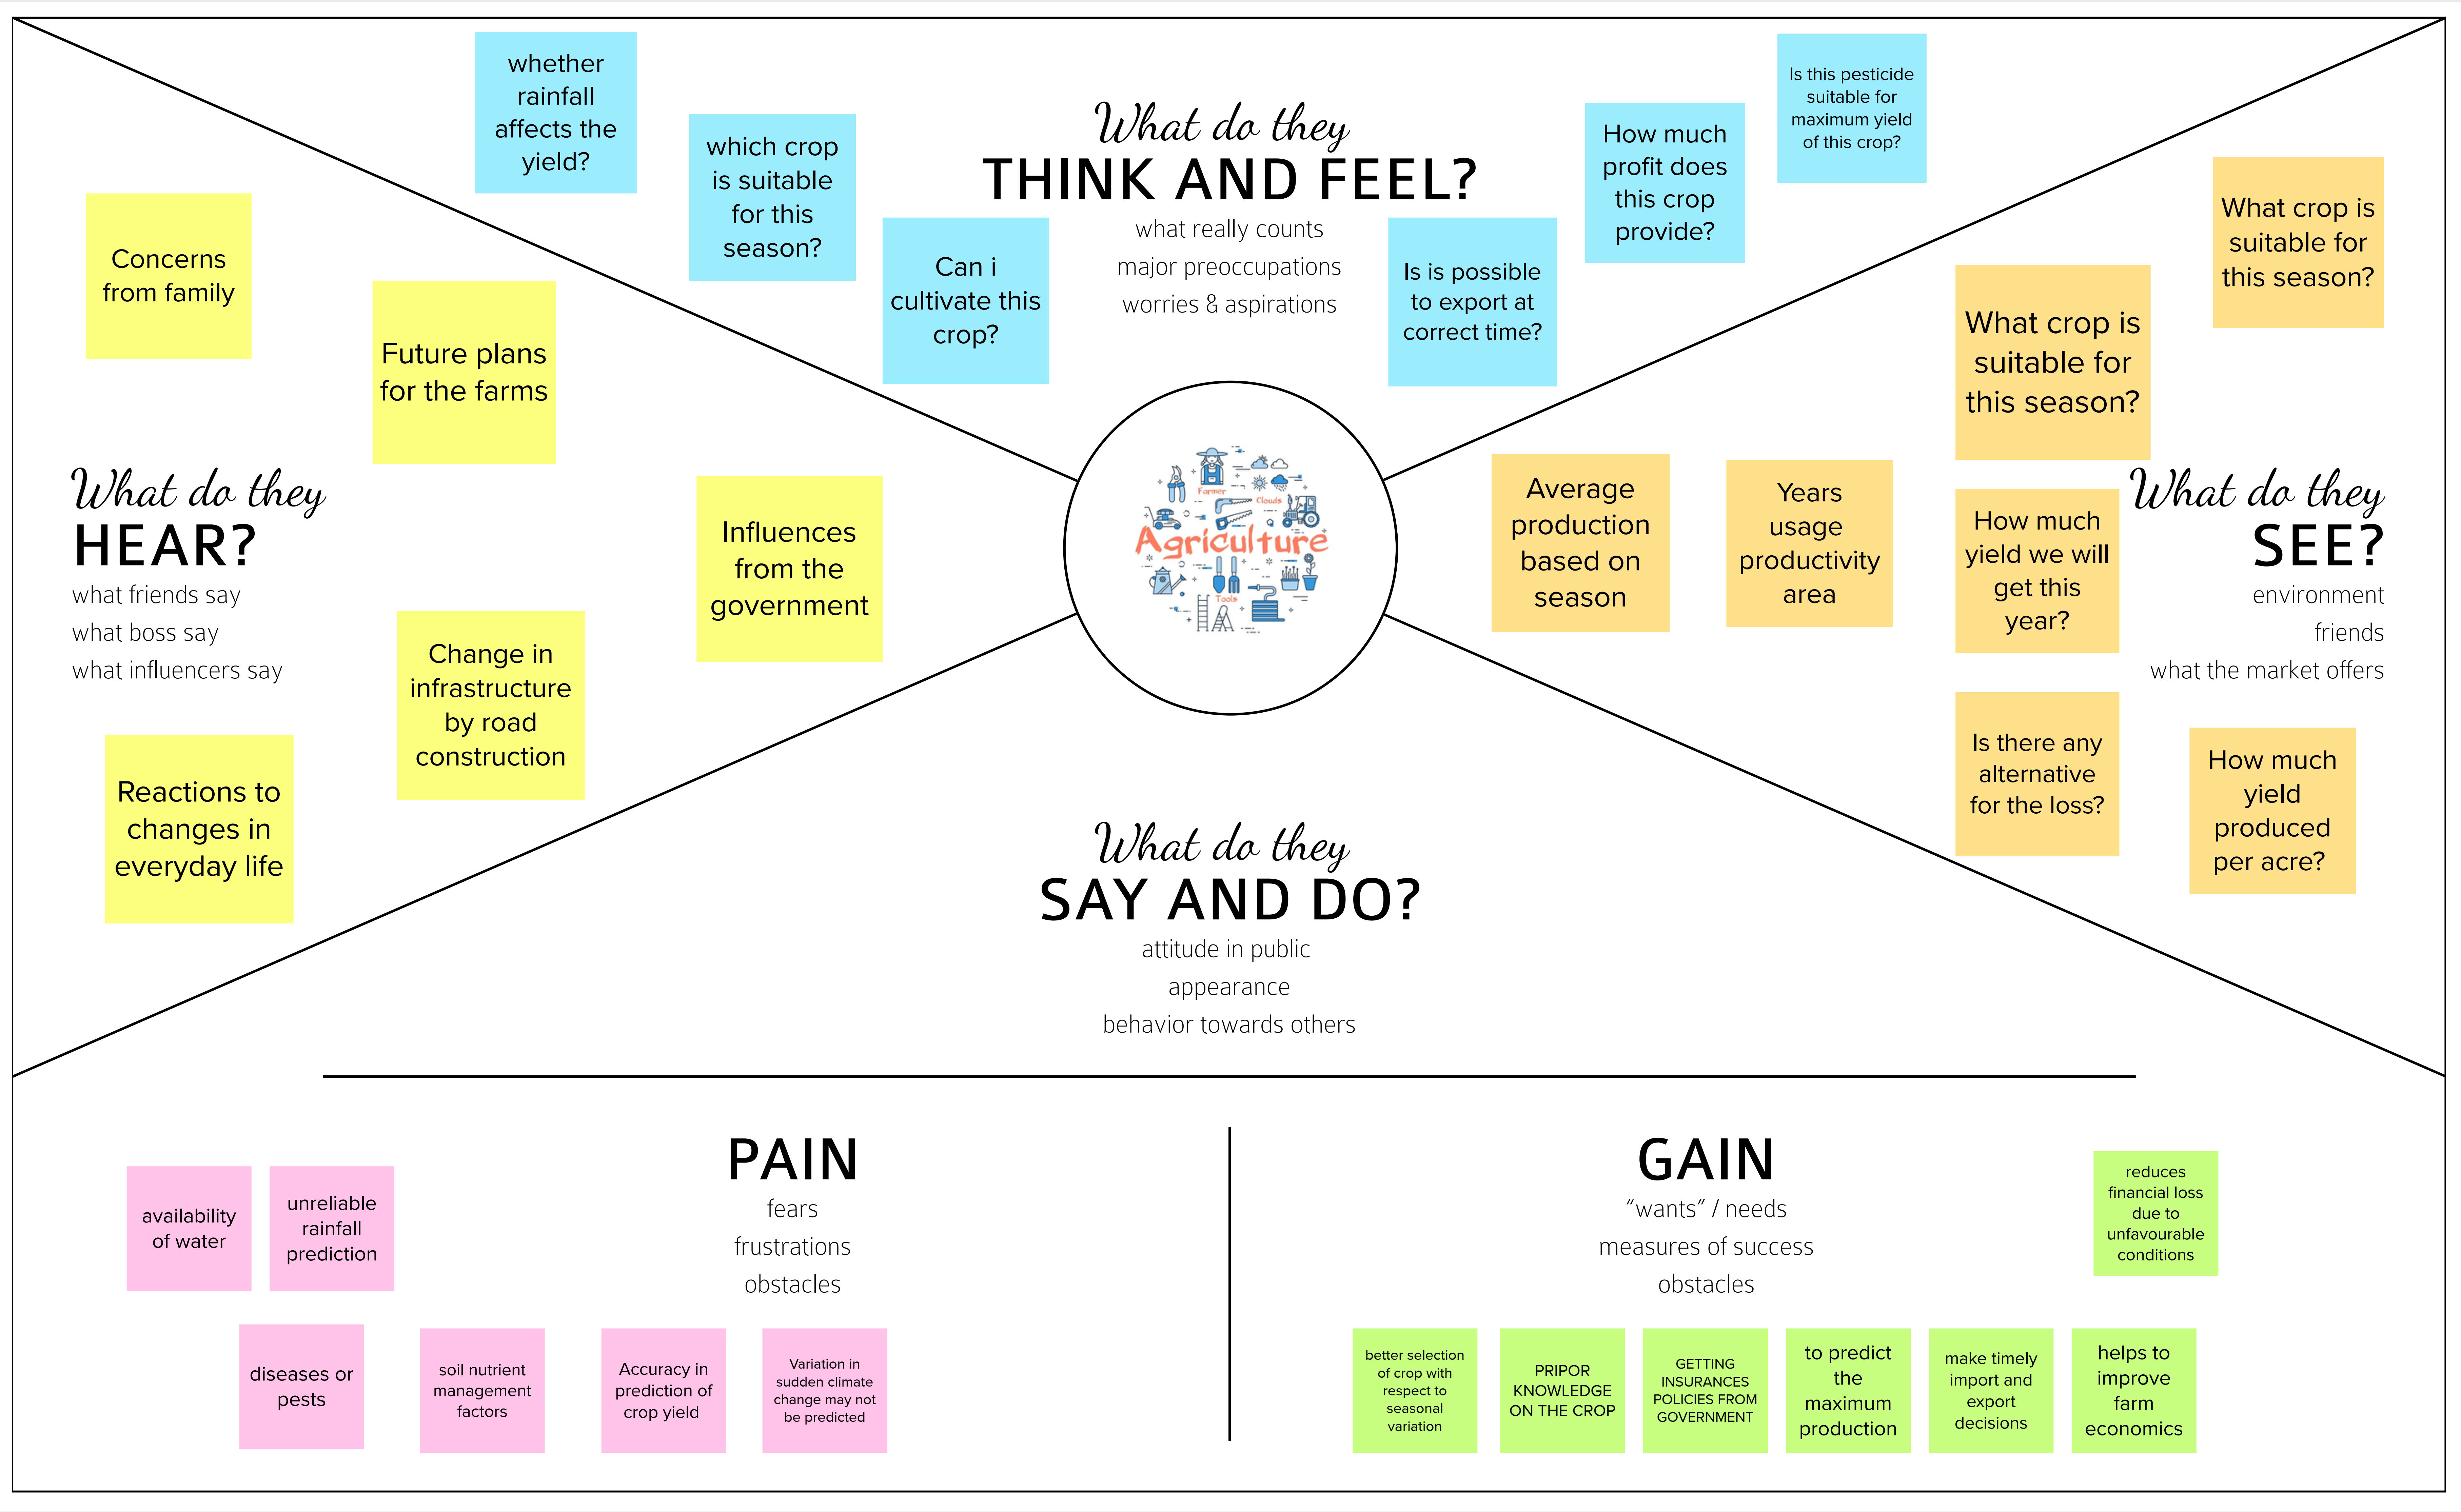 whether
rainfall
affects the
yield?
which crop
is suitable
for this
season?
Can i
cultivate this
crop?
What do they
THINK AND FEEL?
what really counts
major preoccupations
worries & aspirations
Is is possible
to export at
correct time?
How much
profit does
this crop
provide?
Is this pesticide
suitable for
maximum yield
of this crop?
Concerns
from family
Future plans
for the farms
What do they
HEAR?
what friends say
what boss say
what influencers say
Influences
from the
government
Change in
infrastructure
by road
construction
Reactions to
changes in
everyday life
Farmer
Clouds
Agriculture
Tools
What crop is
suitable for
this season?
What crop is
suitable for
this season?
Average
production
based on
season
Years
usage
productivity
area
How much
yield we will
get this
year?
What do they
SEE?
environment
friends
what the market offers
Is there any
alternative
for the loss?
How much
yield
produced
per acre?
What do they
SAY AND DO?
attitude in public
appearance
behavior towards others
PAIN
fears
frustrations
obstacles
availability
of water
unreliable
rainfall
prediction
diseases or
pests
soil nutrient
management
factors
Accuracy in
prediction of
crop yield
Variation in
sudden climate
change may not
be predicted
GAIN
“wants” / needs
measures of success
obstacles
reduces
financial loss
due to
unfavourable
conditions
better selection
of crop with
respect to
seasonal
variation
PRIPOR
KNOWLEDGE
ON THE CROP
GETTING
INSURANCES
POLICIES FROM
GOVERNMENT
to predict
the
maximum
production
make timely
import and
export
decisions
helps to
improve
farm
economics